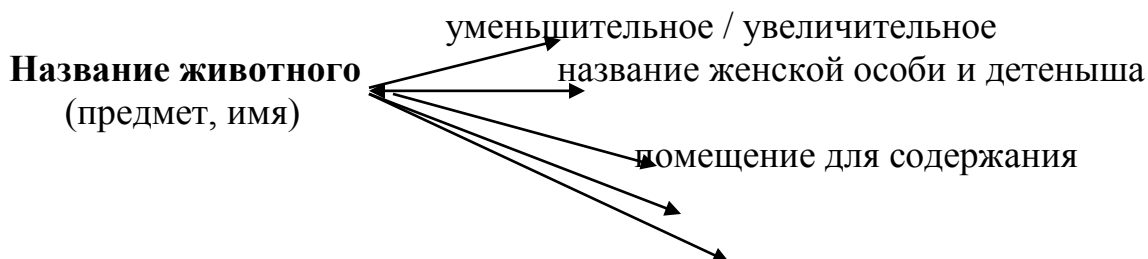 уменьшительное / увеличительное
Название животного
название женской особи и детеныша
(предмет, имя)
помещение для содержания